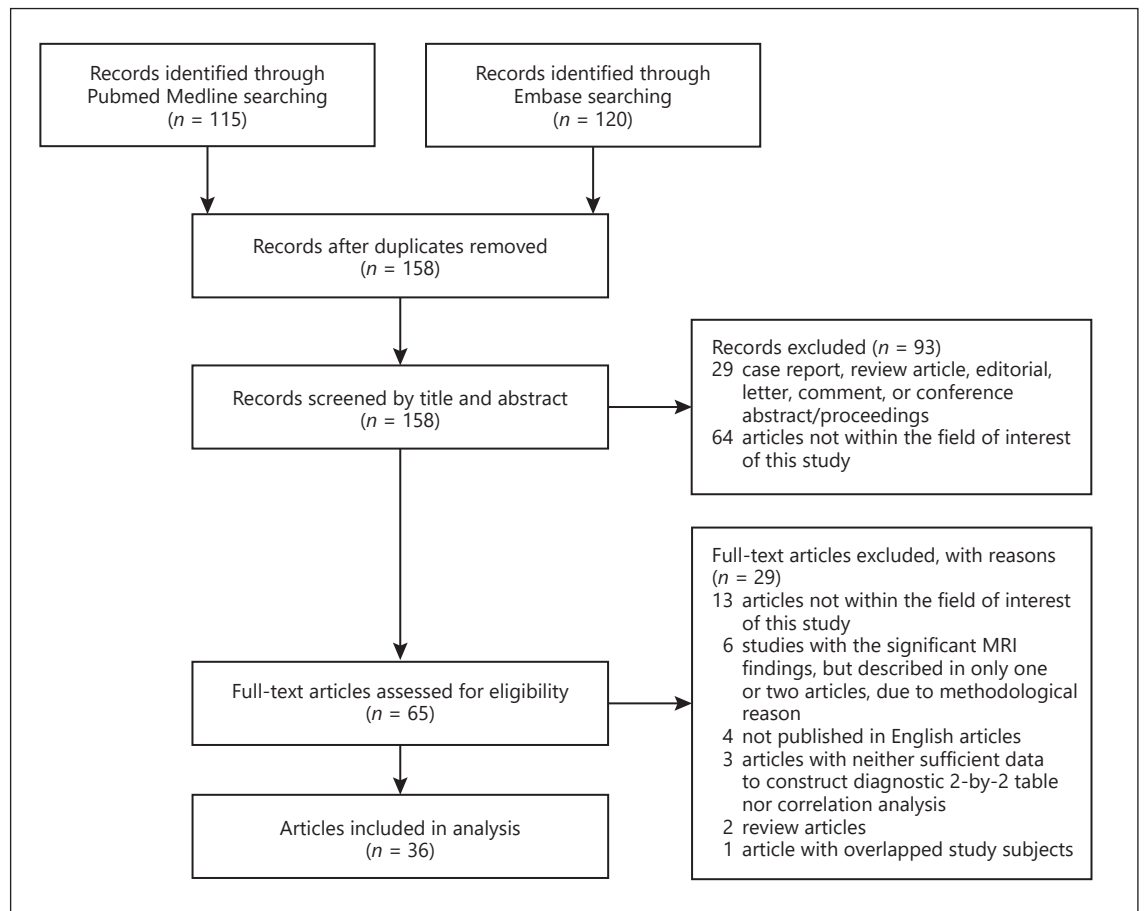 Records identified through
Pubmed Medline searching
(n = 115)
Records identified through
Embase searching
(n = 120)
Records after duplicates removed
(n = 158)
Records screened by title and abstract
(n = 158)
Records excluded (n = 93)
29 case report, review article, editorial,
letter, comment, or conference
abstract/proceedings
64 articles not within the field of interest
of this study
Full-text articles assessed for eligibility
(n = 65)
Full-text articles excluded, with reasons
(n = 29)
13 articles not within the field of interest
of this study
6 studies with the significant MRI
findings, but described in only one
or two articles, due to methodological
reason
4 not published in English articles
3 articles with neither sufficient data
to construct diagnostic 2-by-2 table
nor correlation analysis
2 review articles
1 article with overlapped study subjects
Articles included in analysis
(n = 36)